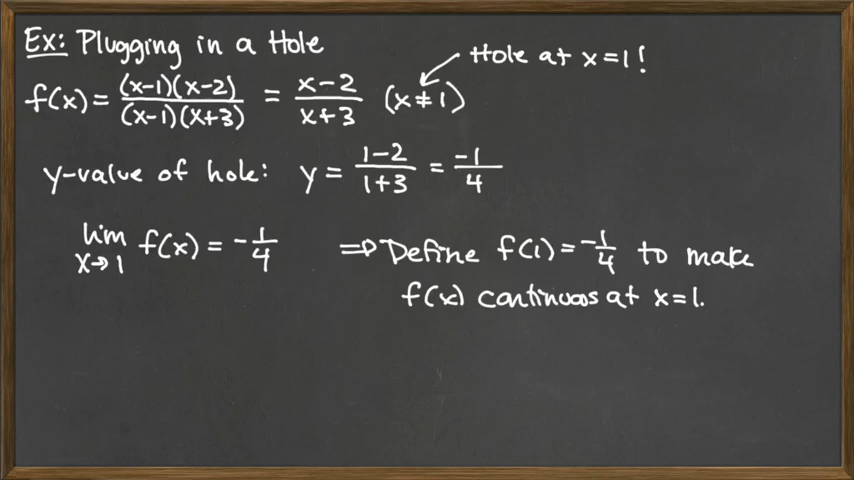 Ex: Plugging in a Hole
Hole at x=1!
f(x) = (x-1)(x-2) / (x-1)(x+3) = x-2 / x+3 (x≠1)
y-value of hole: y = 1-2 / 1+3 = -1 / 4
lim x→1 f(x) = -1/4 ⇒ Define f(1) = -1/4 to make
f(x) continuos at x=1.